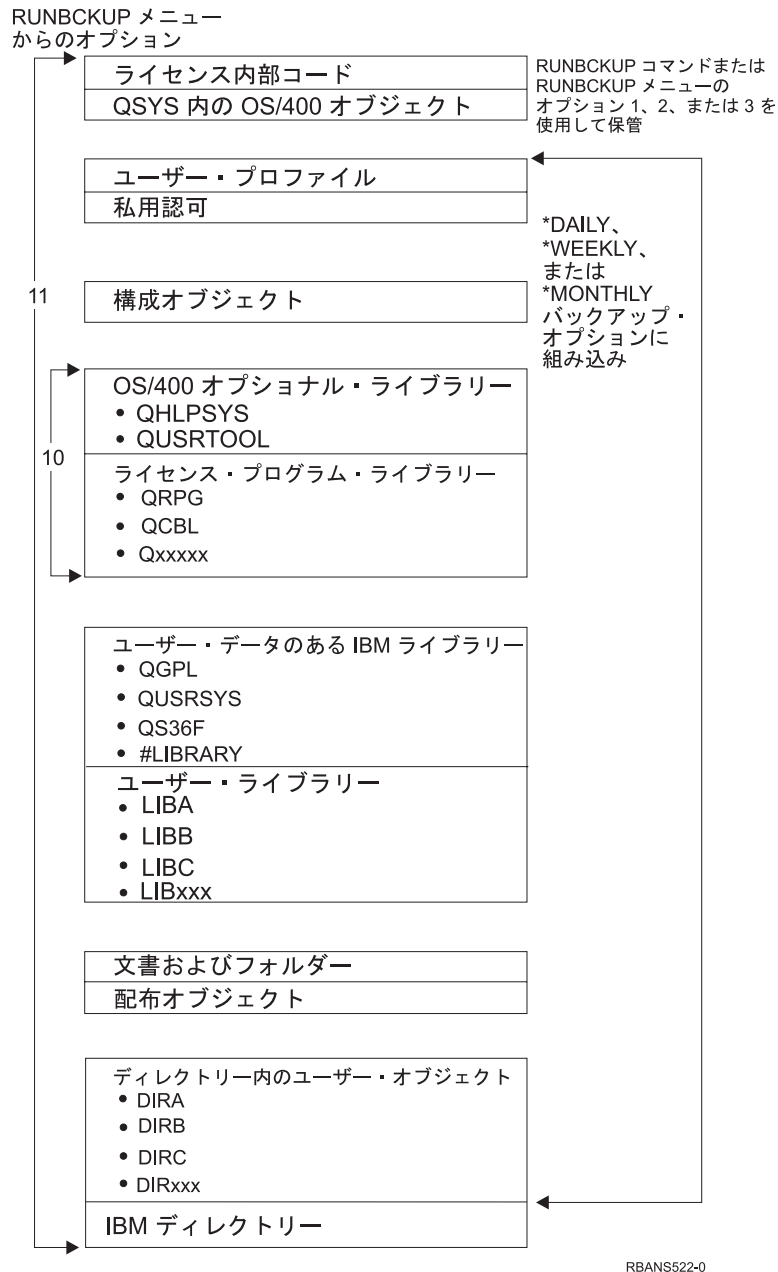 RUNBCKUP メニュー
からのオプション
ライセンス内部コード
QSYS 内の OS/400 オブジェクト
RUNBCKUP コマンドまたは
RUNBCKUP メニューの
オプション 1、2、または 3 を
使用して保管
ユーザー・プロファイル
私用認可
*DAILY、
*WEEKLY、
または
*MONTHLY
バックアップ・
オプションに
組み込み
11
構成オブジェクト
10
OS/400 オプショナル・ライブラリー
• QHLPSYS
• QUSRTOOL
ライセンス・プログラム・ライブラリー
• QRPG
• QCBL
• Qxxxxx
ユーザー・データのある IBM ライブラリー
• QGPL
• QUSRSYS
• QS36F
• #LIBRARY
ユーザー・ライブラリー
• LIBA
• LIBB
• LIBC
• LIBxxx
文書およびフォルダー
配布オブジェクト
ディレクトリー内のユーザー・オブジェクト
• DIRA
• DIRB
• DIRC
• DIRxxx
IBM ディレクトリー
RBANS522-0